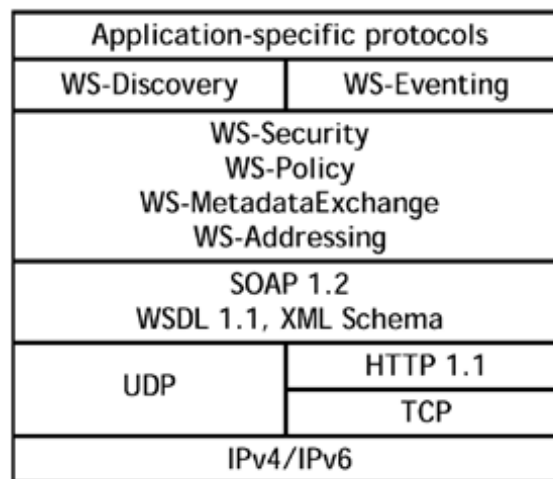 Application-specific protocols
WS-Discovery
WS-Eventing
WS-Security
WS-Policy
WS-MetadataExchange
WS-Addressing
SOAP 1.2
WSDL 1.1, XML Schema
UDP
HTTP 1.1
TCP
IPv4/IPv6